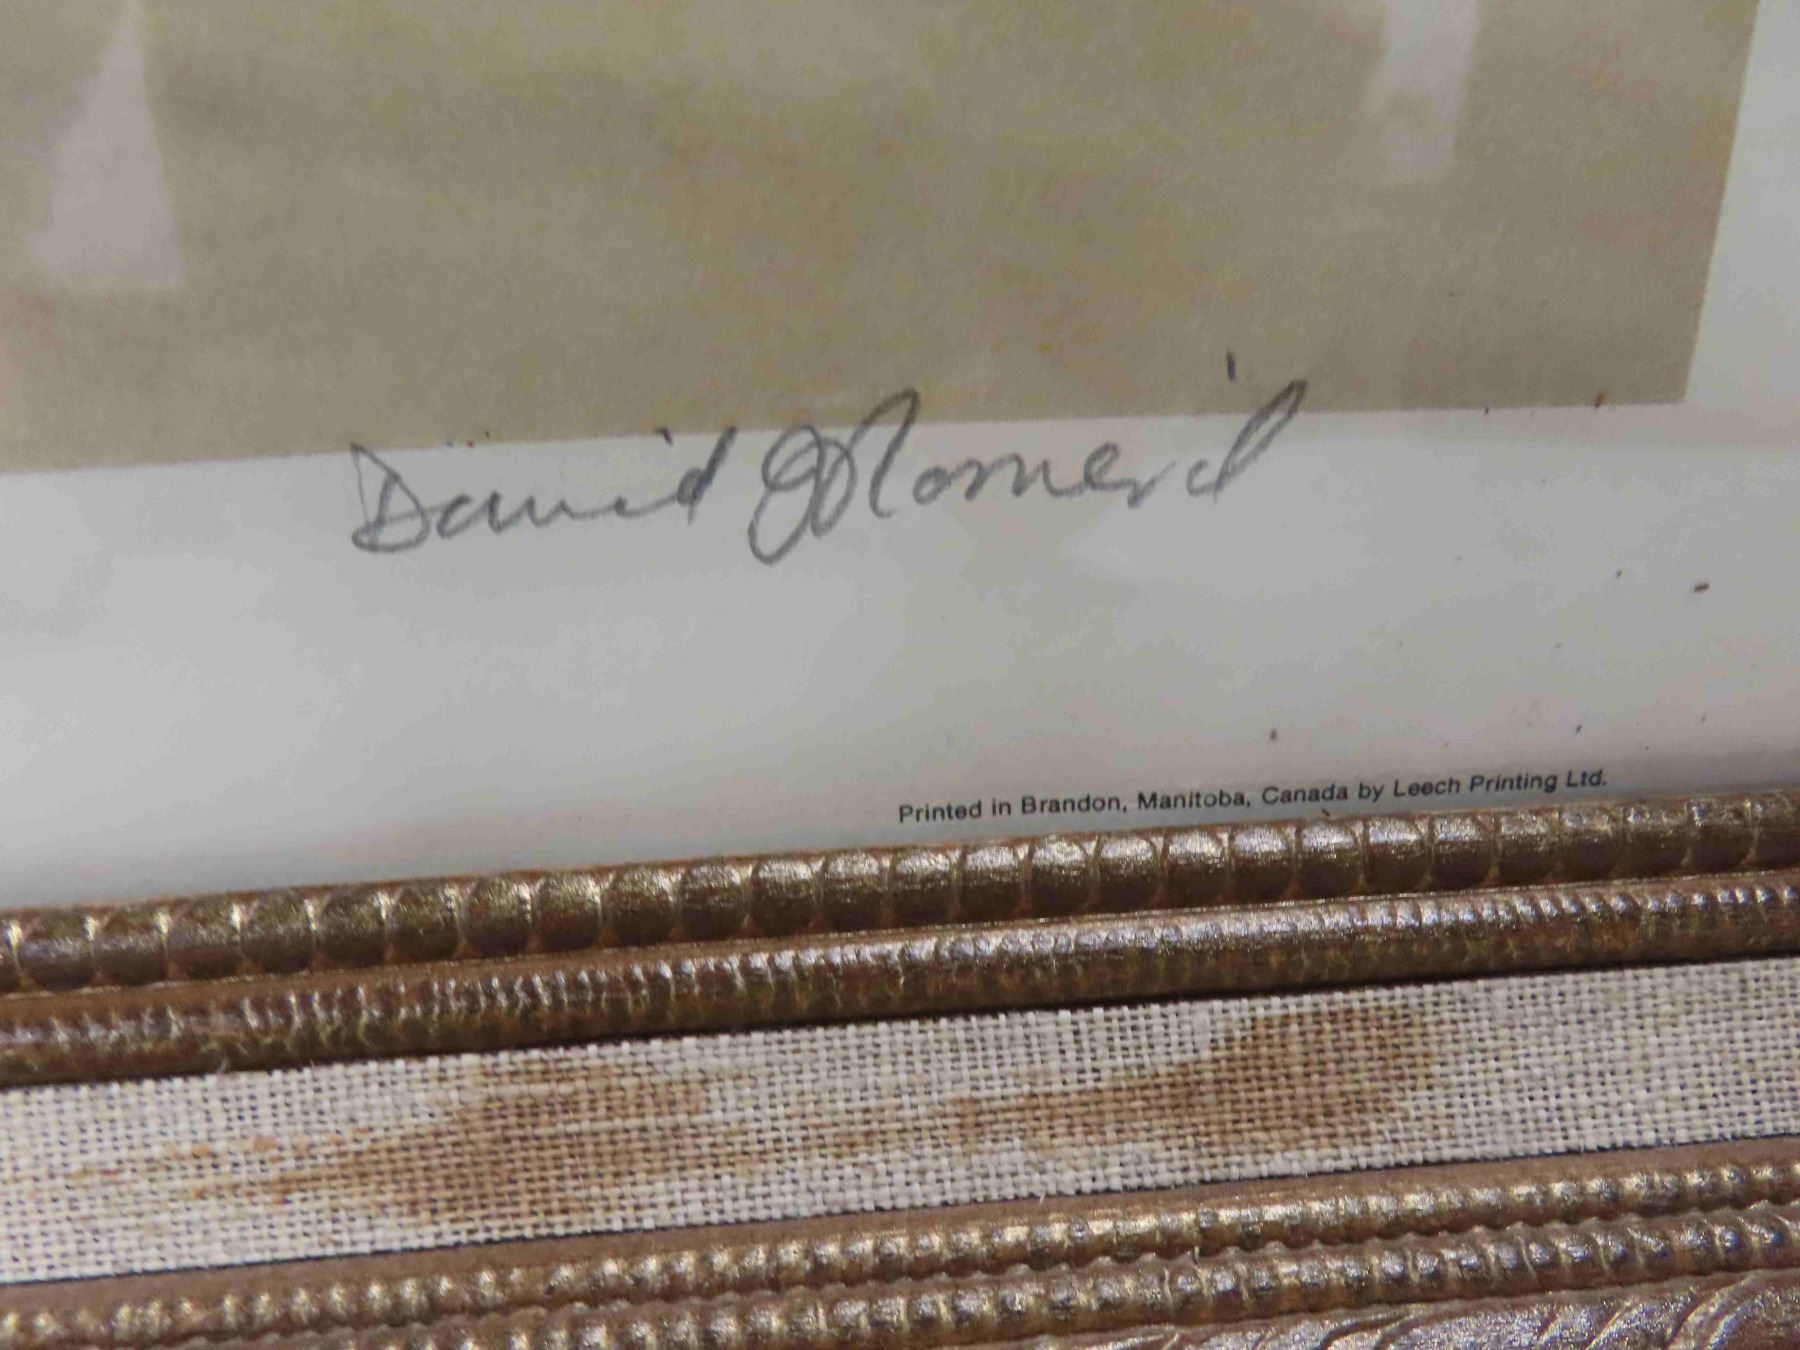 David
Printed in Brandon, Manitoba, Canada by Leech Printing Ltd.